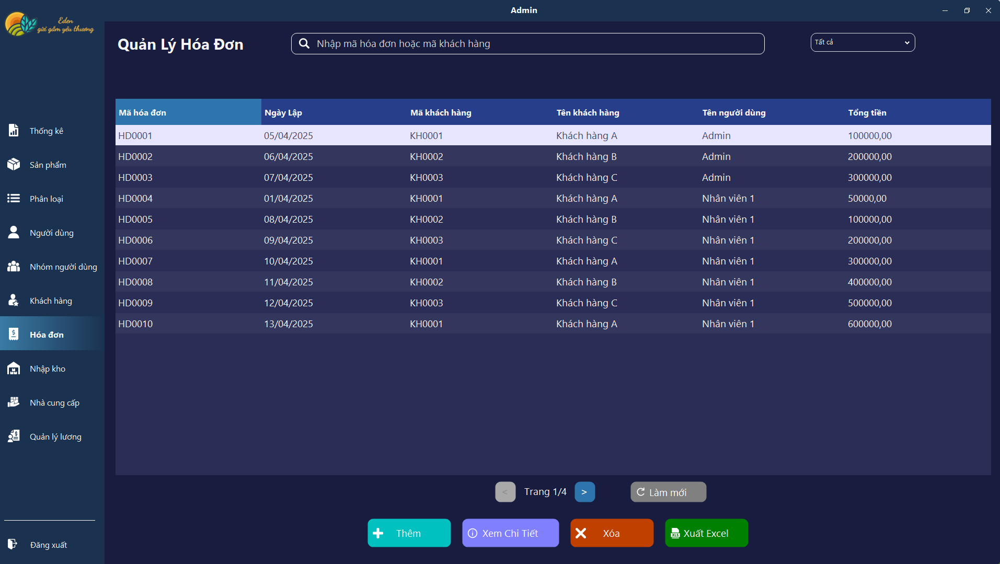 Admin
Eden
gửi gắm yêu thương
Quản Lý Hóa Đơn
Nhập mã hóa đơn hoặc mã khách hàng
Tất cả
Thống kê
Sản phẩm
Phân loại
Người dùng
Nhóm người dùng
Khách hàng
Hóa đơn
Nhập kho
Nhà cung cấp
Quản lý lương
Đăng xuất
Mã hóa đơn Ngày Lập Mã khách hàng Tên khách hàng Tên người dùng Tổng tiền
HD0001 05/04/2025 KH0001 Khách hàng A Admin 100000,00
HD0002 06/04/2025 KH0002 Khách hàng B Admin 200000,00
HD0003 07/04/2025 KH0003 Khách hàng C Admin 300000,00
HD0004 01/04/2025 KH0001 Khách hàng A Nhân viên 1 50000,00
HD0005 08/04/2025 KH0002 Khách hàng B Nhân viên 1 100000,00
HD0006 09/04/2025 KH0003 Khách hàng C Nhân viên 1 200000,00
HD0007 10/04/2025 KH0001 Khách hàng A Nhân viên 1 300000,00
HD0008 11/04/2025 KH0002 Khách hàng B Nhân viên 1 400000,00
HD0009 12/04/2025 KH0003 Khách hàng C Nhân viên 1 500000,00
HD0010 13/04/2025 KH0001 Khách hàng A Nhân viên 1 600000,00
< Trang 1/4 > Làm mới
Thêm Xem Chi Tiết Xóa XLS Xuất Excel